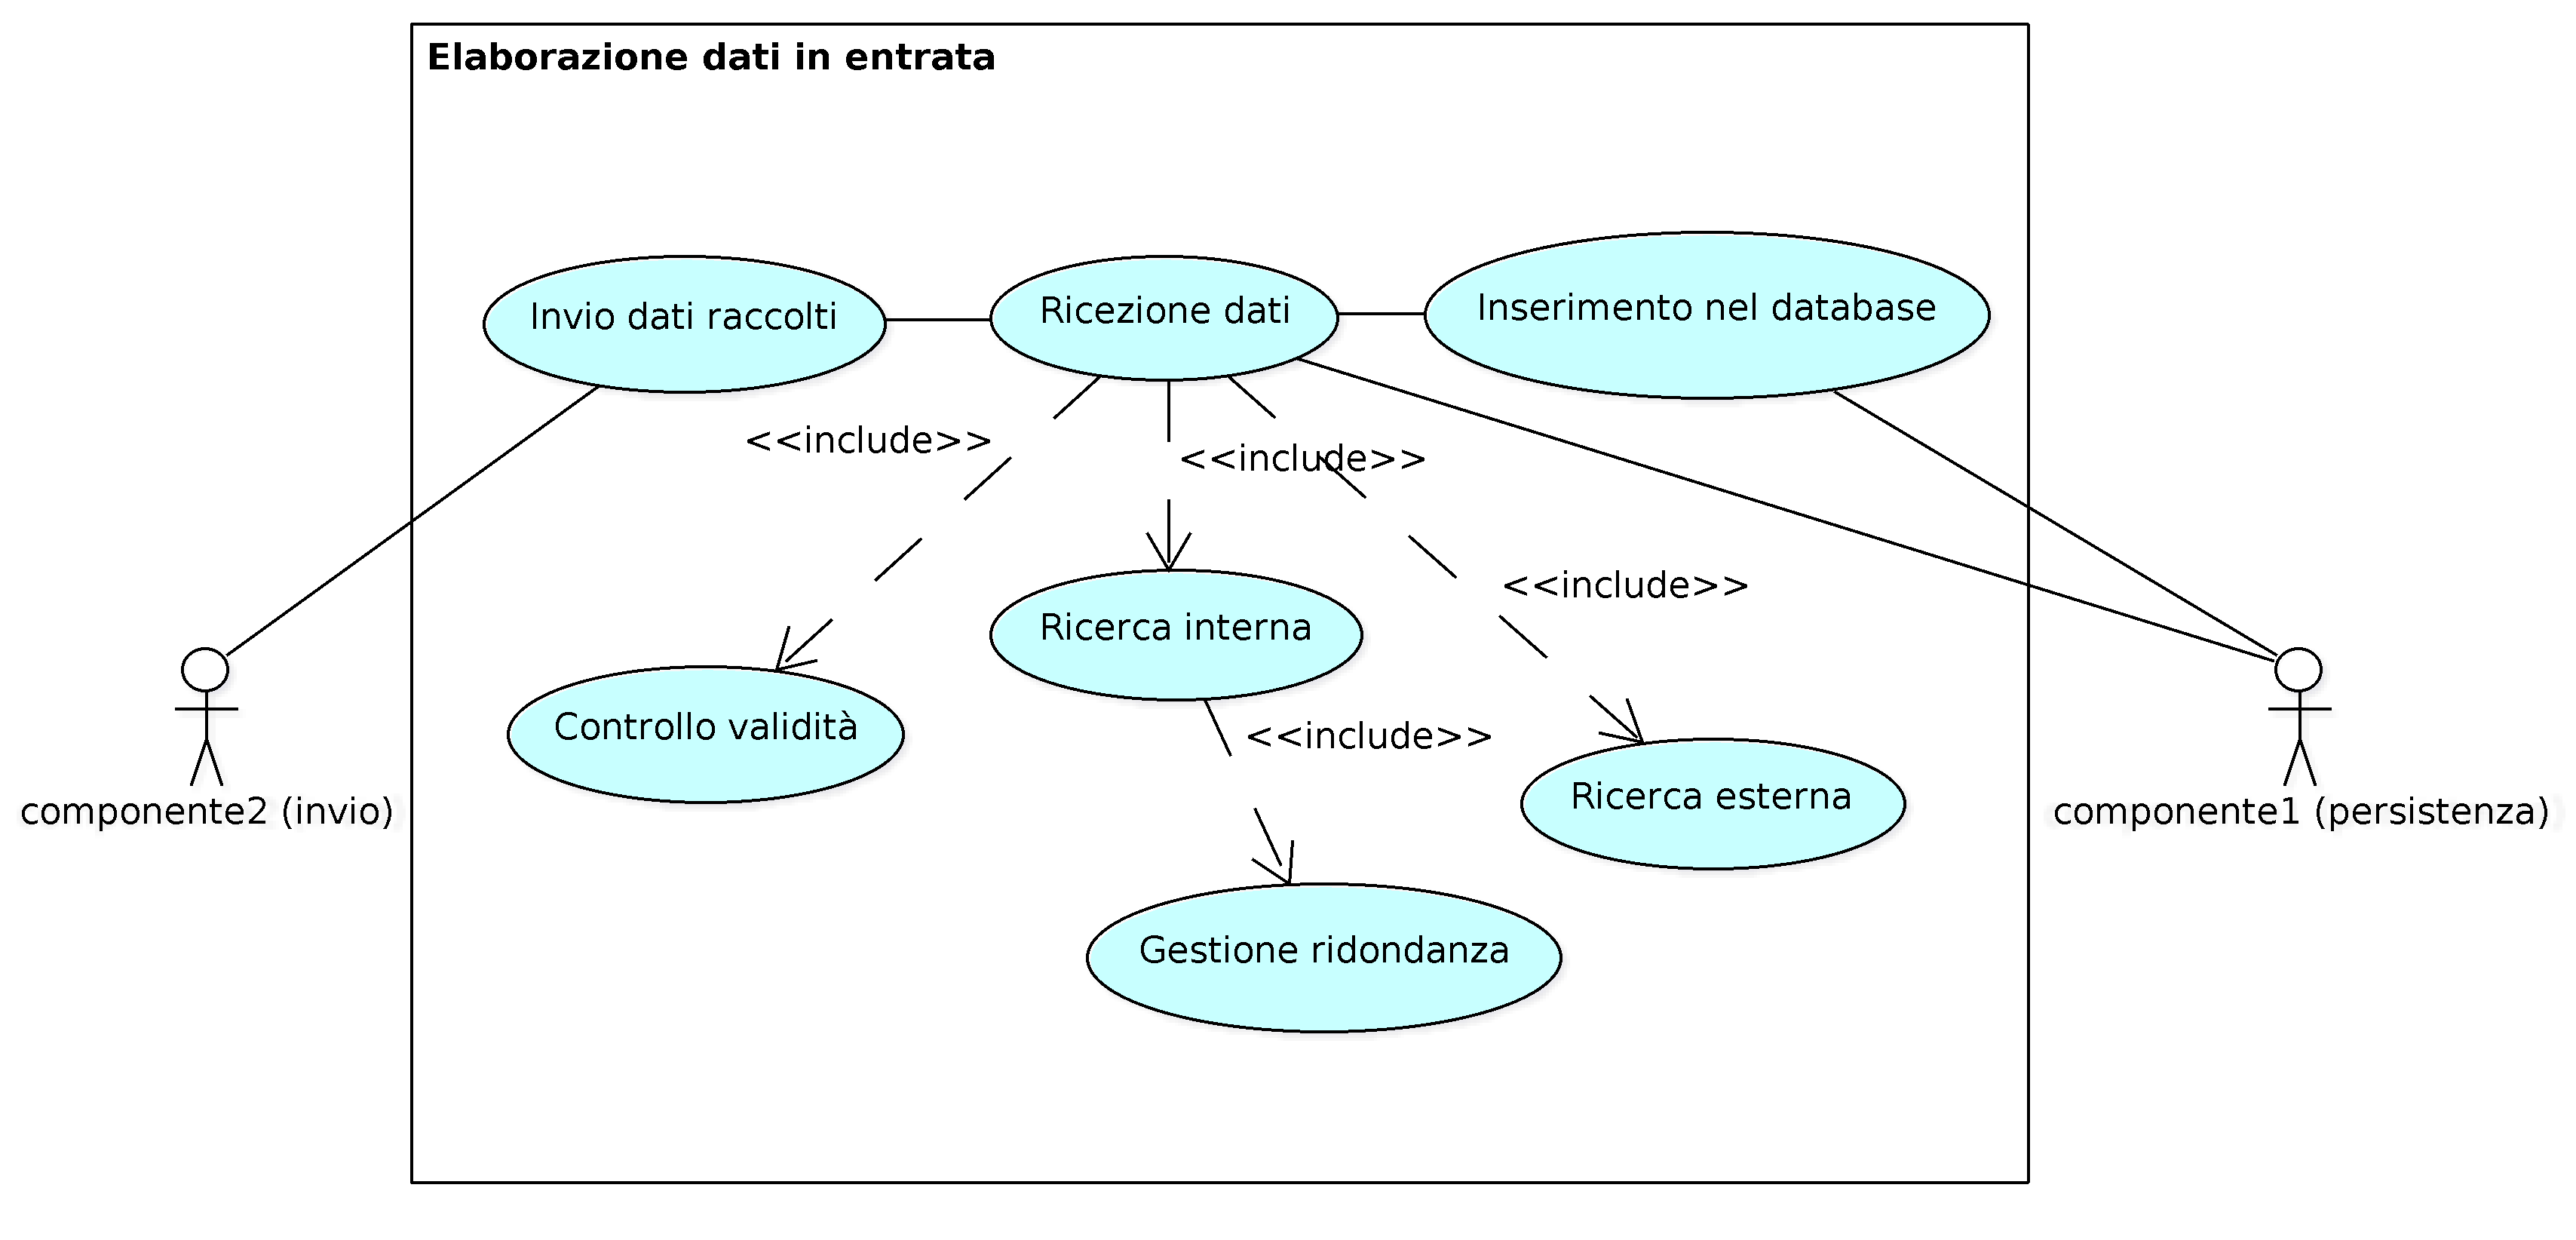 Elaborazione dati in entrata
Invio dati raccolti
Ricezione dati
Inserimento nel database
<<include>>
<<include>>
<<include>>
Ricerca interna
Controllo validità
<<include>>
Ricerca esterna
componente2 (invio)
componente1 (persistenza)
Gestione ridondanza